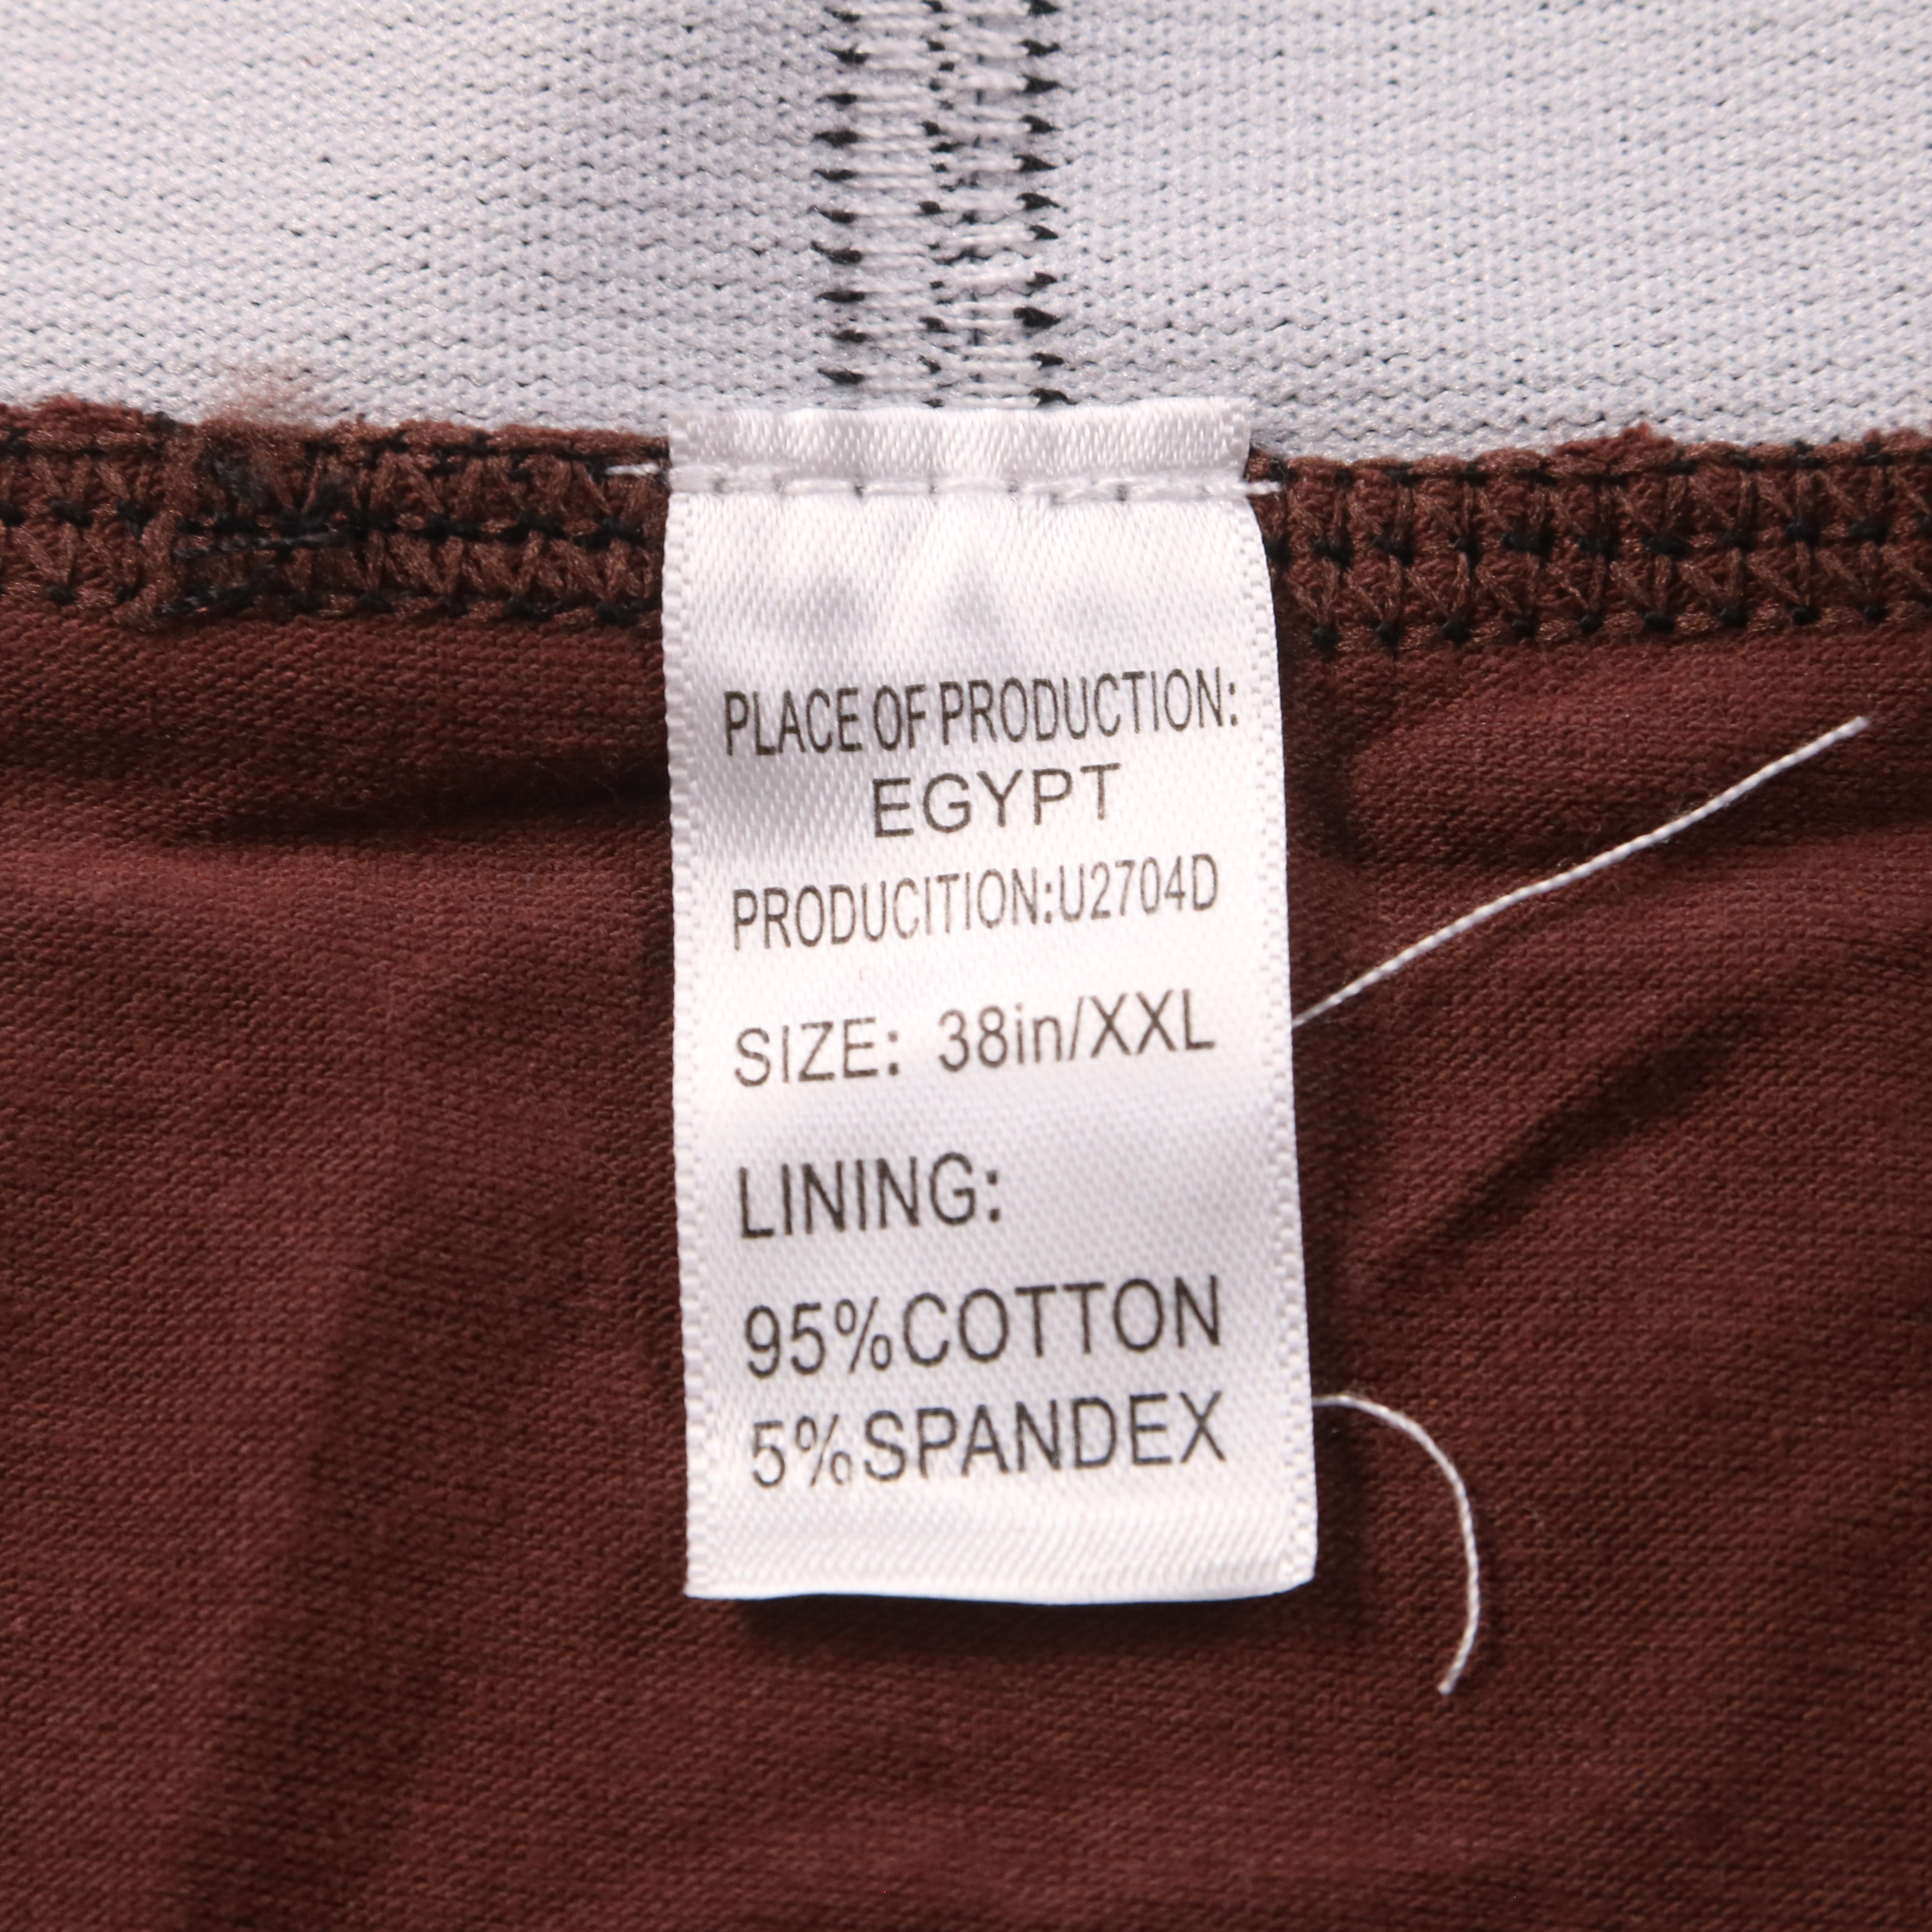 PLACE OF PRODUCTION:
EGYPT
PRODUCITION:U2704D
SIZE: 38in/XXL
LINING:
95%COTTON
5%SPANDEX